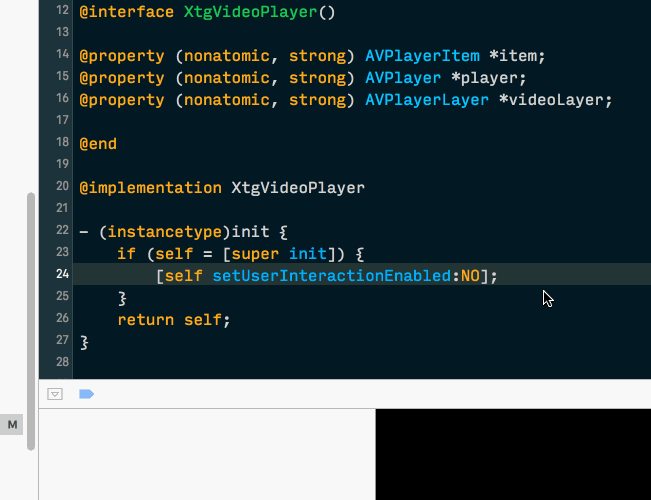 12 @interface XtgVideoPlayer()
13
14 @property (nonatomic, strong) AVPlayerItem *item;
15 @property (nonatomic, strong) AVPlayer *player;
16 @property (nonatomic, strong) AVPlayerLayer *videoLayer;
17
18 @end
19
20 @implementation XtgVideoPlayer
21
22 – (instancetype)init {
23 if (self = [super init]) {
24 [self setUserInteractionEnabled:NO];
25 }
26 return self;
27 }
28
M